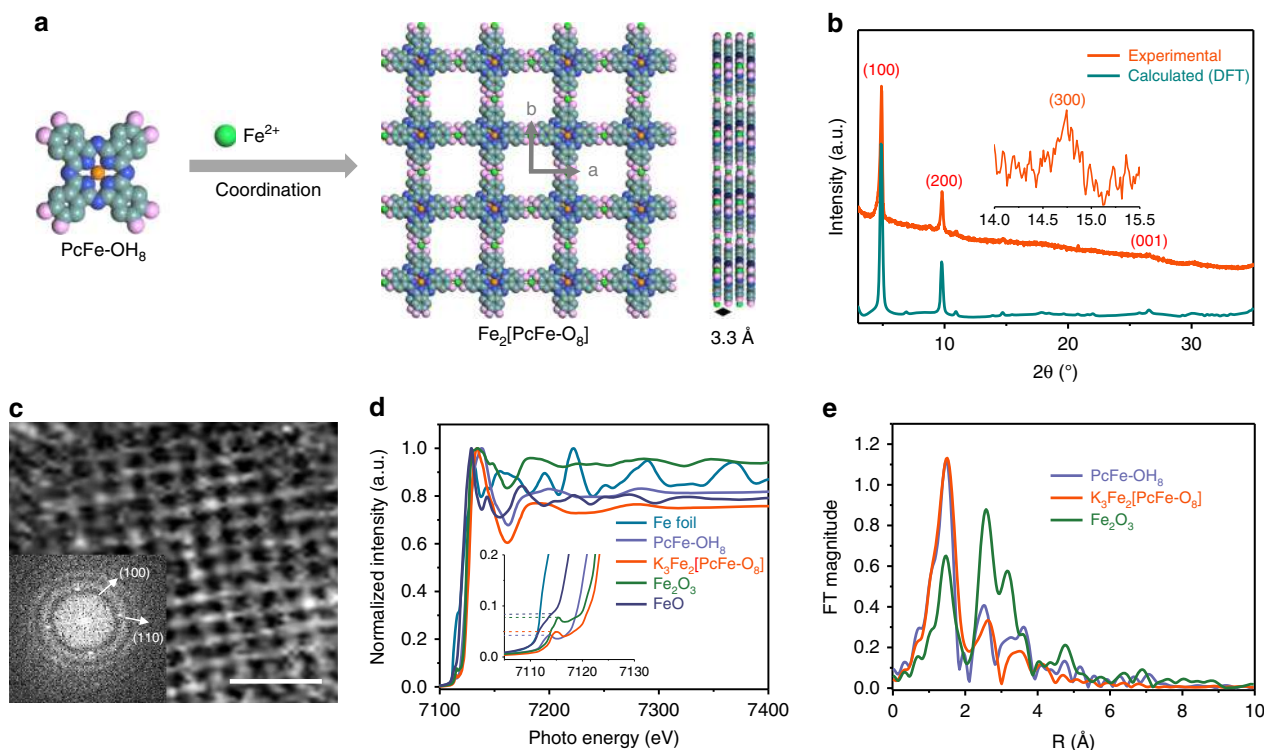 a
Fe²⁺
Coordination
PcFe-OH₈
b
a
Fe₂[PcFe-O₈]
3.3 Å
b
Experimental
Calculated (DFT)
(100)
(300)
(200)
(001)
14.0 14.5 15.0 15.5
Intensity (a.u.)
10 20 30
2θ (°)
c
(100)
(110)
d
Normalized intensity (a.u.)
1.0
0.8
0.6
0.4
0.2
0.0
Fe foil
PcFe-OH₈
K₃Fe₂[PcFe-O₈]
Fe₂O₃
FeO
0.2
0.1
0.0
7110 7120 7130
7100 7200 7300 7400
Photo energy (eV)
e
FT magnitude
1.2
1.0
0.8
0.6
0.4
0.2
0.0
PcFe-OH₈
K₃Fe₂[PcFe-O₈]
Fe₂O₃
0 2 4 6 8 10
R (Å)